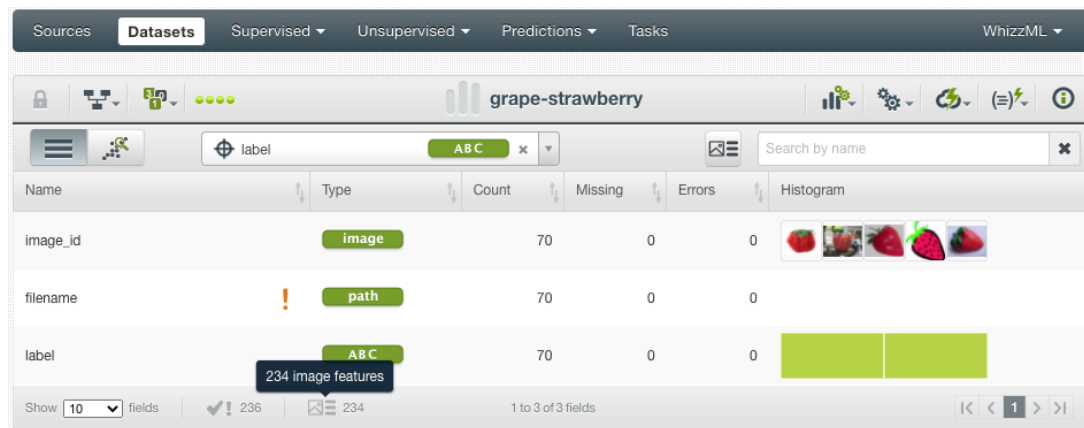 Sources Datasets Supervised Unsupervised Predictions Tasks WhizzML
grape-strawberry
label ABC Search by name
Name Type Count Missing Errors Histogram
image_id image 70 0 0
filename path 70 0 0
label ABC 70 0 0
234 image features
Show 10 fields 236 234 1 to 3 of 3 fields 1